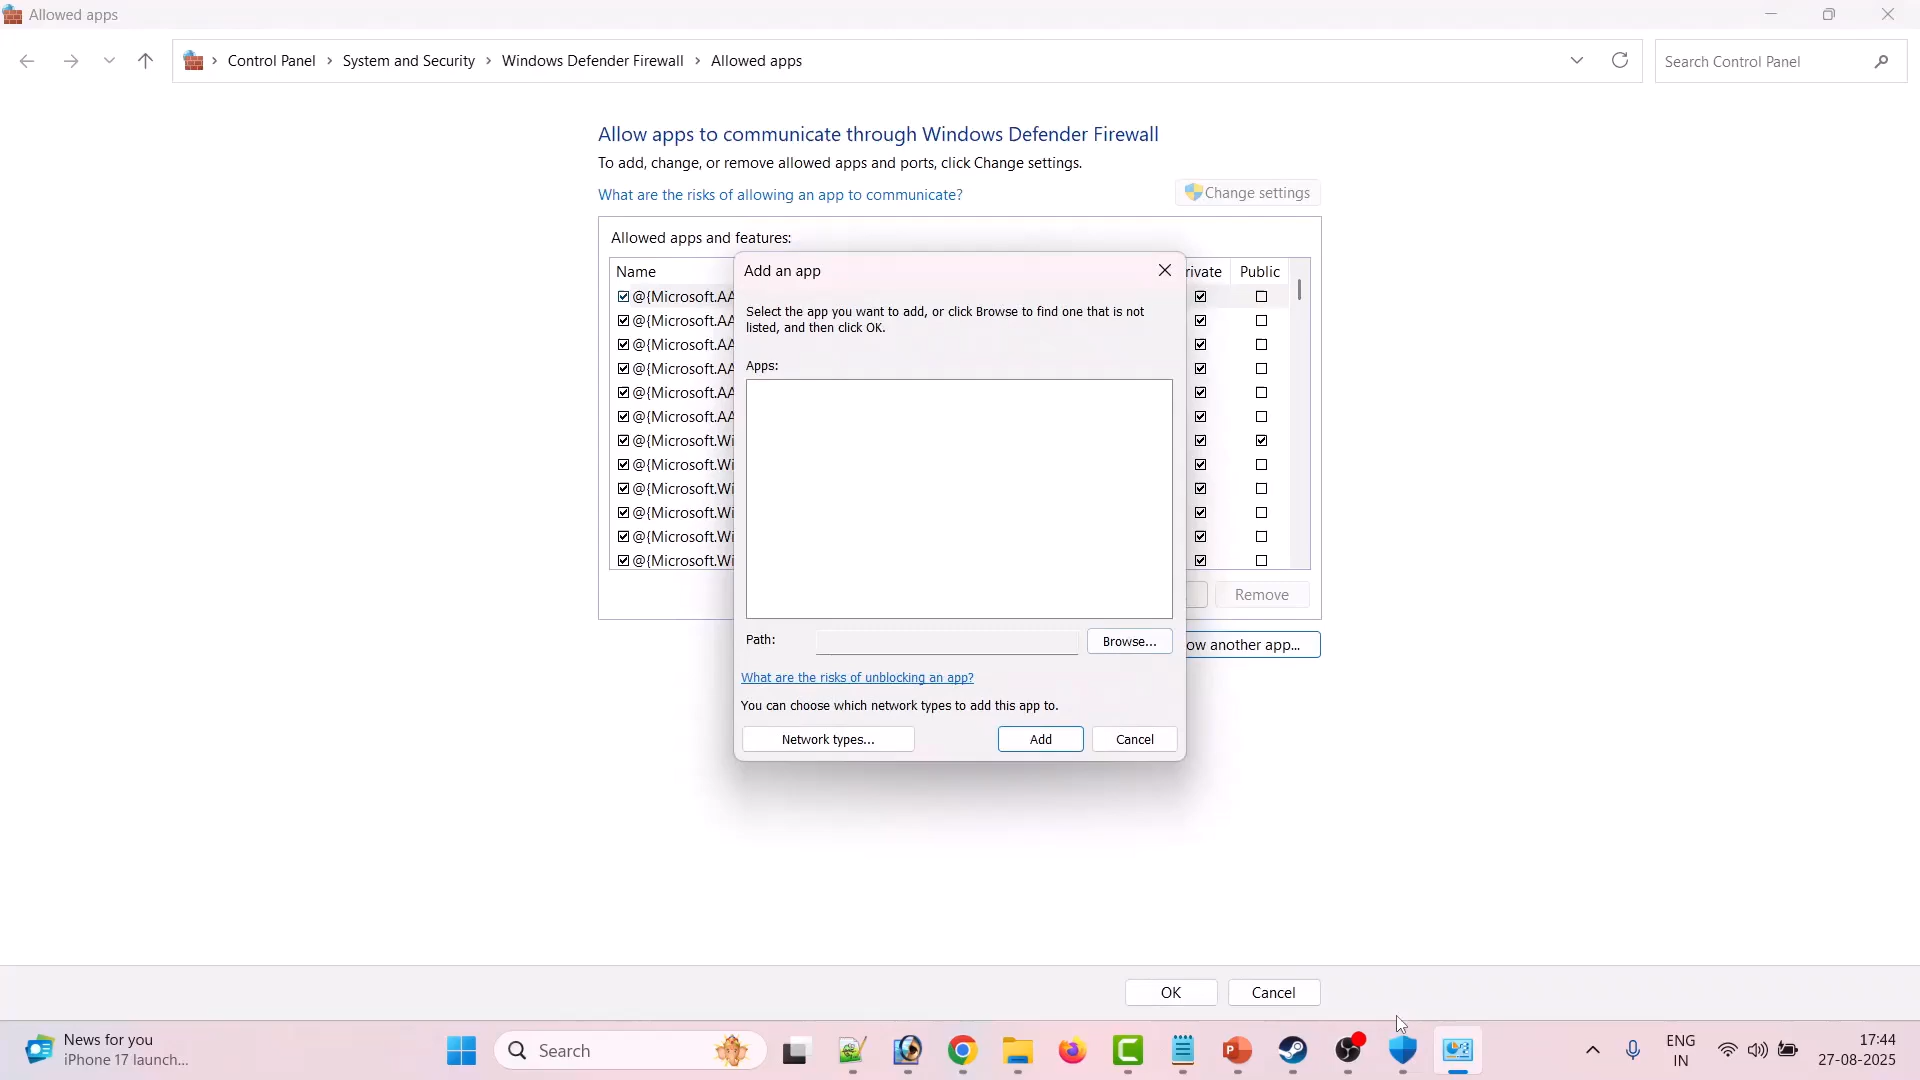 Allowed apps
Control Panel > System and Security > Windows Defender Firewall > Allowed apps
Search Control Panel
Allow apps to communicate through Windows Defender Firewall
To add, change, or remove allowed apps and ports, click Change settings.
What are the risks of allowing an app to communicate?
Change settings
Allowed apps and features:
Name
rivate
Public
@{Microsoft.AA
@{Microsoft.AA
@{Microsoft.AA
@{Microsoft.AA
@{Microsoft.AA
@{Microsoft.AA
@{Microsoft.Wi
@{Microsoft.Wi
@{Microsoft.Wi
@{Microsoft.Wi
@{Microsoft.Wi
@{Microsoft.Wi
Remove
ow another app...
Add an app
Select the app you want to add, or click Browse to find one that is not
listed, and then click OK.
Apps:
Path:
Browse...
What are the risks of unblocking an app?
You can choose which network types to add this app to.
Network types...
Add
Cancel
OK
Cancel
News for you
iPhone 17 launch...
Search
ENG
IN
17:44
27-08-2025